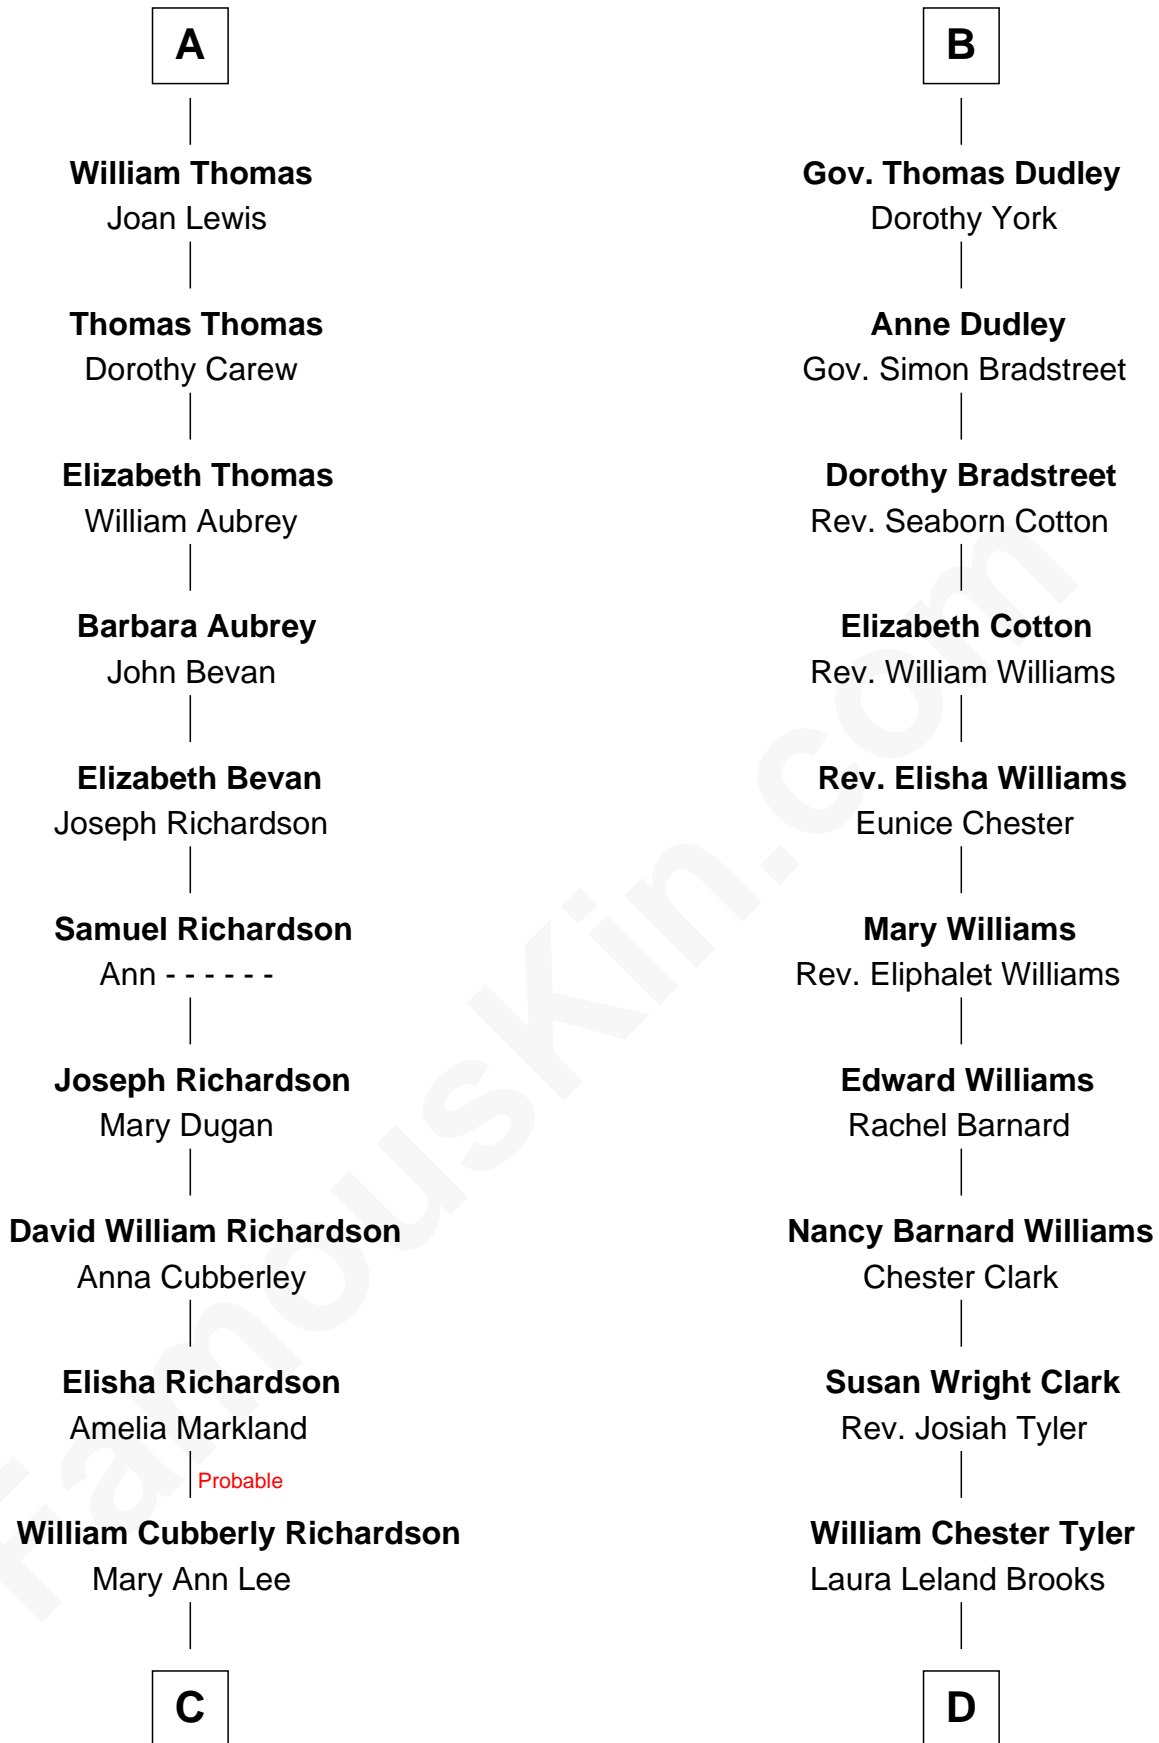 A
William Thomas
Joan Lewis
Thomas Thomas
Dorothy Carew
Elizabeth Thomas
William Aubrey
Barbara Aubrey
John Bevan
Elizabeth Bevan
Joseph Richardson
Samuel Richardson
Ann - - - - - -
Joseph Richardson
Mary Dugan
David William Richardson
Anna Cubberley
Elisha Richardson
Amelia Markland
Probable
William Cubberly Richardson
Mary Ann Lee
C
B
Gov. Thomas Dudley
Dorothy York
Anne Dudley
Gov. Simon Bradstreet
Dorothy Bradstreet
Rev. Seaborn Cotton
Elizabeth Cotton
Rev. William Williams
Rev. Elisha Williams
Eunice Chester
Mary Williams
Rev. Eliphalet Williams
Edward Williams
Rachel Barnard
Nancy Barnard Williams
Chester Clark
Susan Wright Clark
Rev. Josiah Tyler
William Chester Tyler
Laura Leland Brooks
D
FamousKin.com